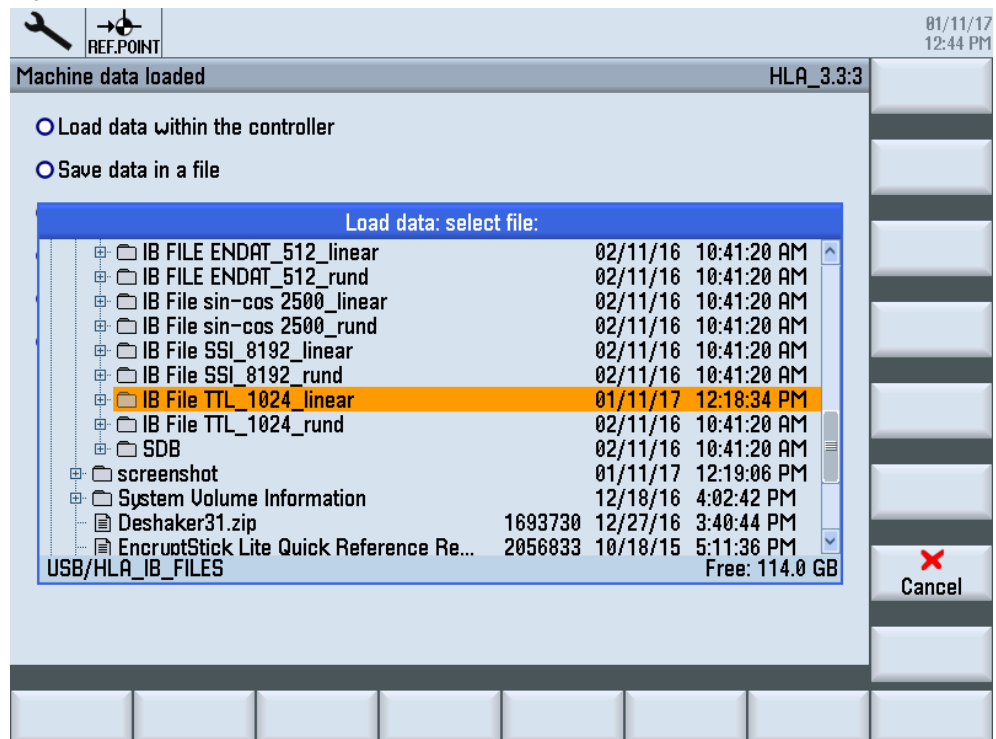 REF.POINT
01/11/17
12:44 PM
Machine data loaded HLA_3.3:3
Load data within the controller
Save data in a file
Load data: select file:
IB FILE ENDAT_512_linear 02/11/16 10:41:20 AM
IB FILE ENDAT_512_rund 02/11/16 10:41:20 AM
IB File sin-cos 2500_linear 02/11/16 10:41:20 AM
IB File sin-cos 2500_rund 02/11/16 10:41:20 AM
IB File SSI_8192_linear 02/11/16 10:41:20 AM
IB File SSI_8192_rund 02/11/16 10:41:20 AM
IB File TTL_1024_linear 01/11/17 12:18:34 PM
IB File TTL_1024_rund 02/11/16 10:41:20 AM
SDB 02/11/16 10:41:20 AM
screenshot 01/11/17 12:19:06 PM
System Volume Information 12/18/16 4:02:42 PM
Deshaker31.zip 1693730 12/27/16 3:40:44 PM
EncruptStick Lite Quick Reference Re... 2056833 10/18/15 5:11:36 PM
USB/HLA_IB_FILES Free: 114.0 GB
Cancel